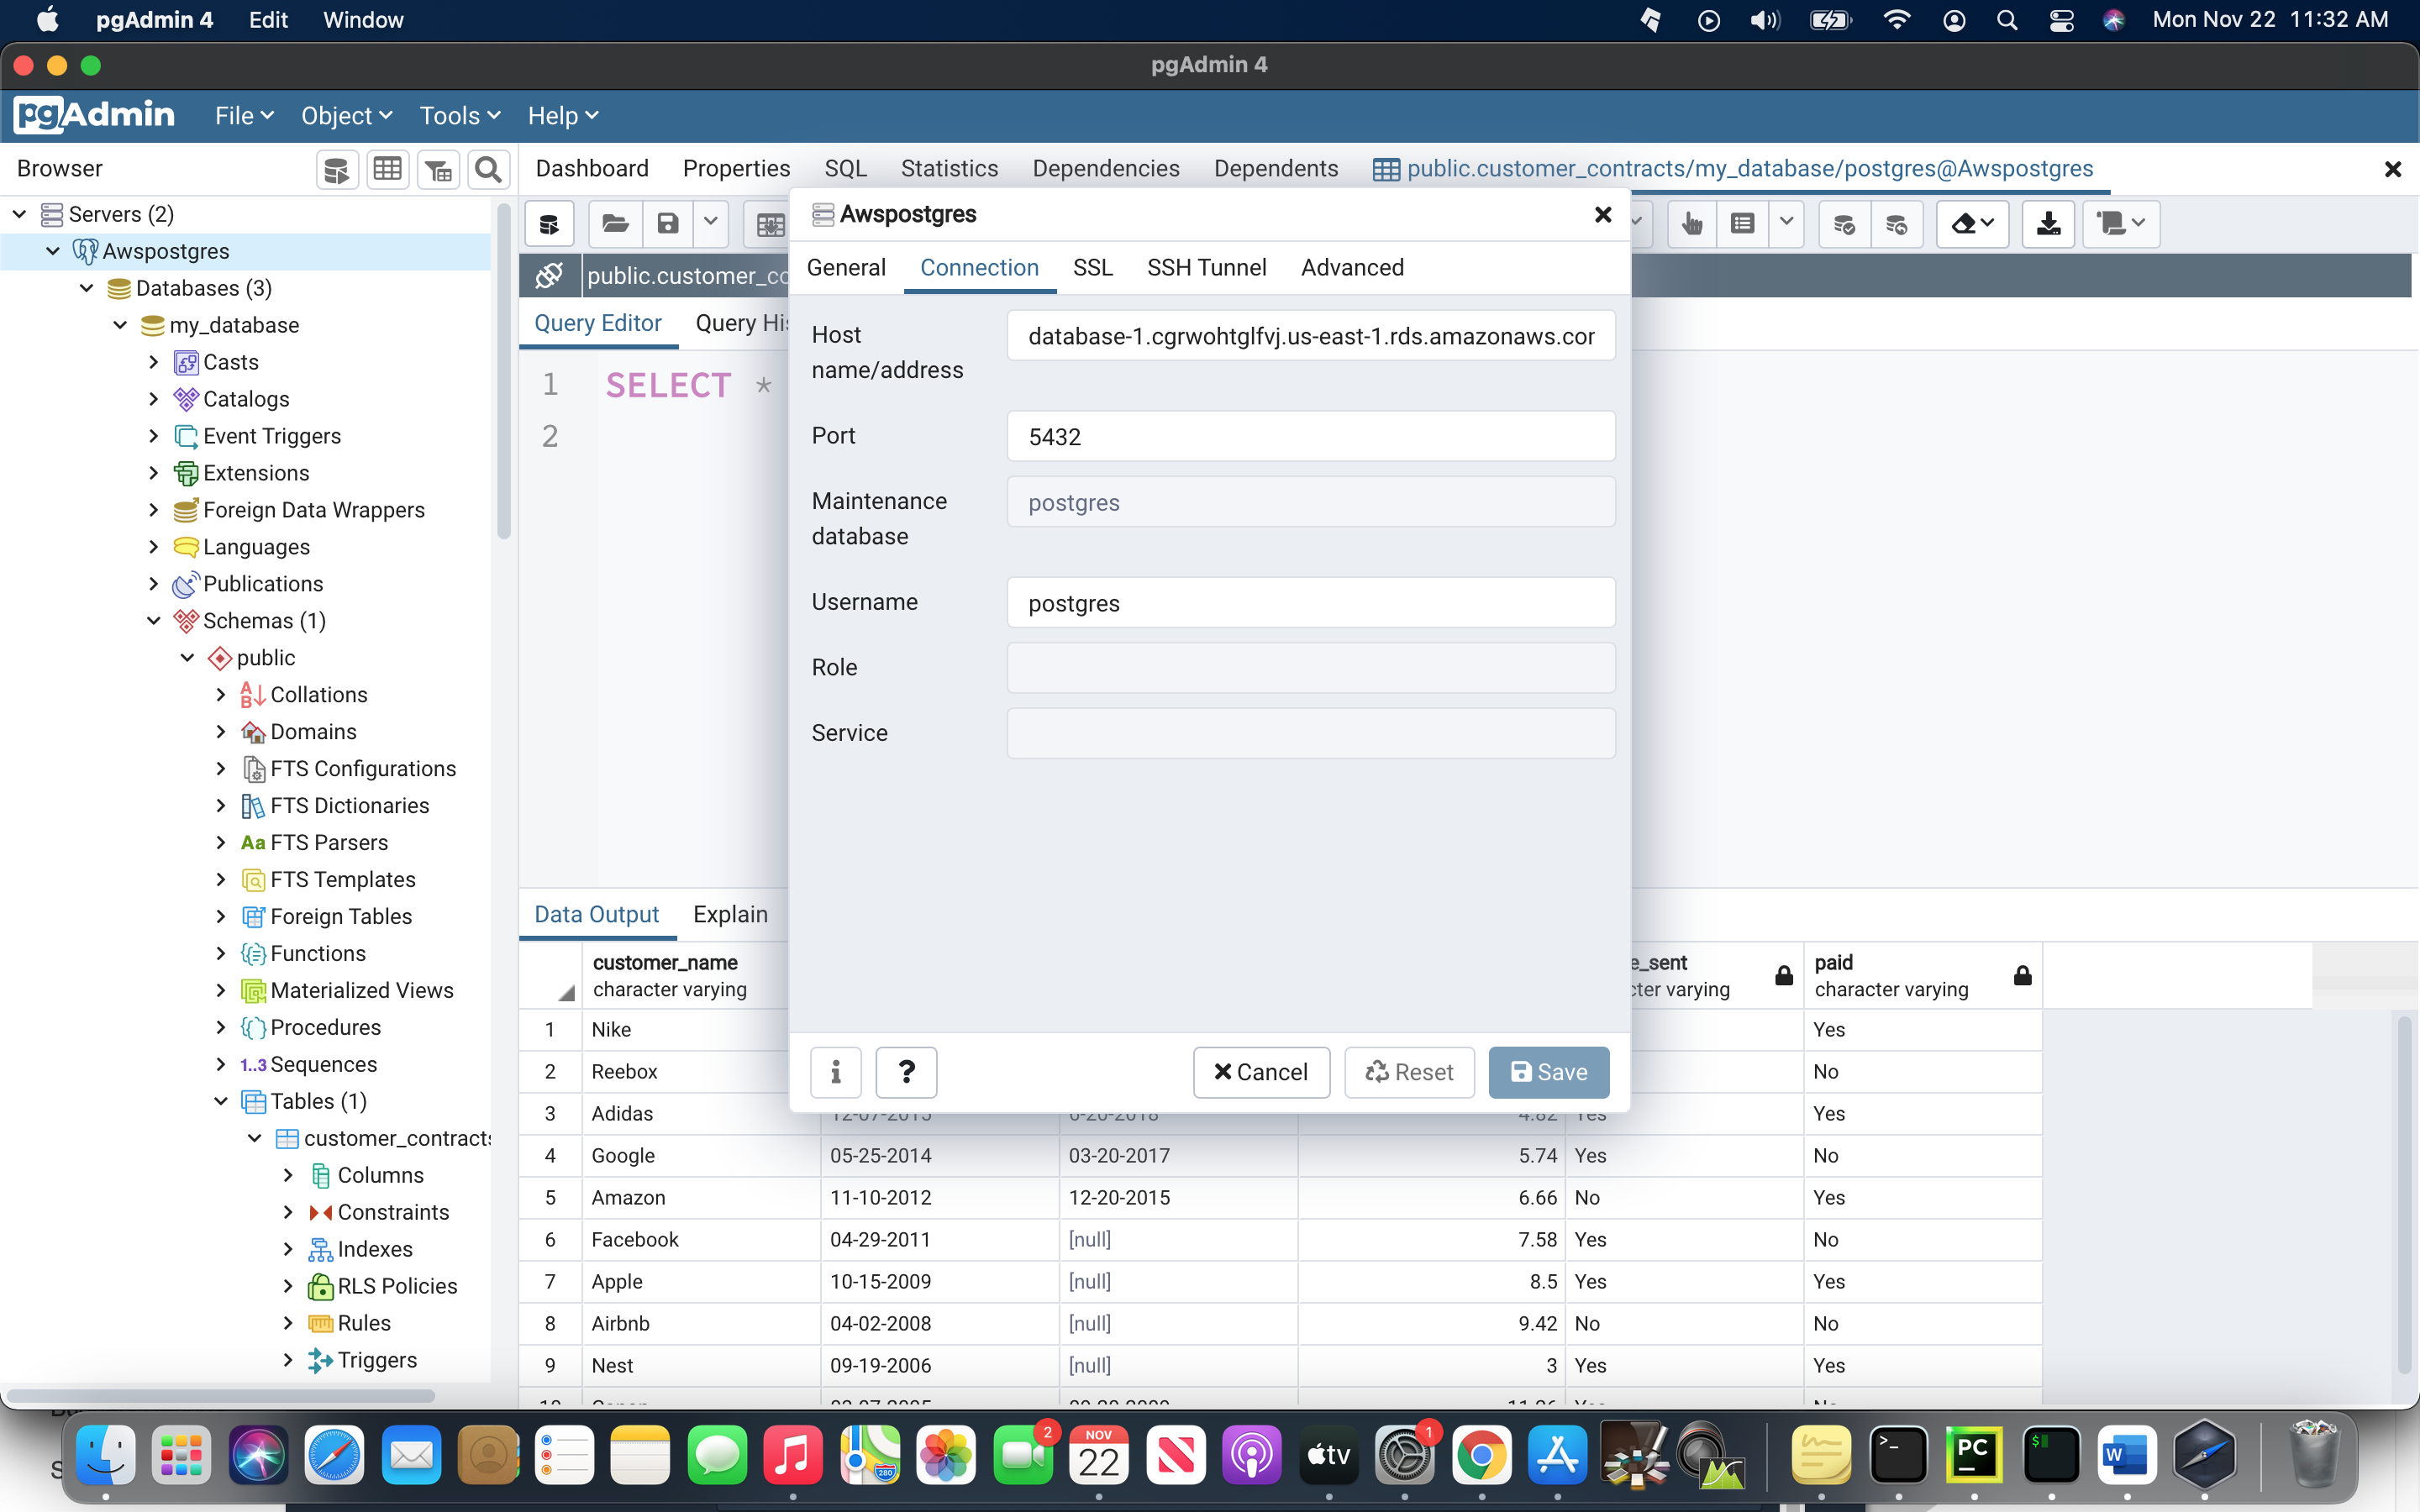 pgAdmin 4 Edit Window Mon Nov 22 11:32 AM
pgAdmin 4
pgAdmin File Object Tools Help
Browser
Dashboard Properties SQL Statistics Dependencies Dependents public.customer_contracts/my_database/postgres@Awspostgres
Servers (2)
Awspostgres
Databases (3)
my_database
Casts
Catalogs
Event Triggers
Extensions
Foreign Data Wrappers
Languages
Publications
Schemas (1)
public
Collations
Domains
FTS Configurations
FTS Dictionaries
Aa FTS Parsers
FTS Templates
Foreign Tables
Functions
Materialized Views
Procedures
1..3 Sequences
Tables (1)
customer_contracts
Columns
Constraints
Indexes
RLS Policies
Rules
Triggers
public.customer_co
Query Editor Query His
1 SELECT *
2
Awspostgres
General Connection SSL SSH Tunnel Advanced
Host name/address database-1.cgrwohtglfvj.us-east-1.rds.amazonaws.cor
Port 5432
Maintenance database postgres
Username postgres
Role
Service
i ? Cancel Reset Save
Data Output Explain
customer_name e_sent paid
character varying cter varying character varying
1 Nike Yes
2 Reebox No
3 Adidas 12-07-2013 6-20-2018 4.82 Yes Yes
4 Google 05-25-2014 03-20-2017 5.74 Yes No
5 Amazon 11-10-2012 12-20-2015 6.66 No Yes
6 Facebook 04-29-2011 [null] 7.58 Yes No
7 Apple 10-15-2009 [null] 8.5 Yes Yes
8 Airbnb 04-02-2008 [null] 9.42 No No
9 Nest 09-19-2006 [null] 3 Yes Yes
2 NOV 22 tv 1 PC W
280